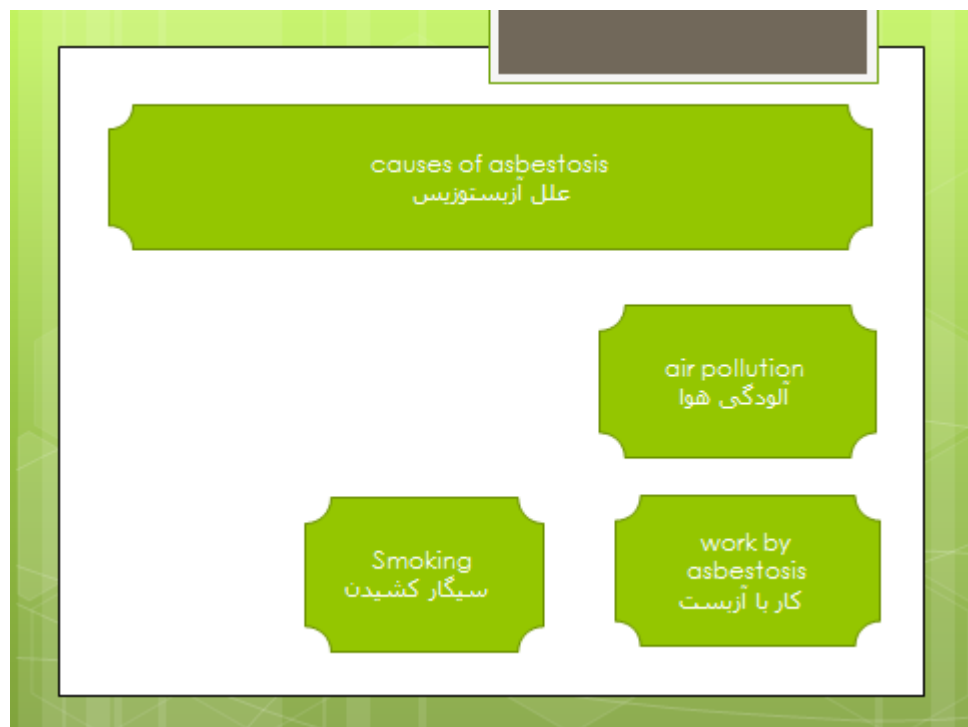 causes of asbestosis
علل آزبستوزیس
air pollution
آلودگی هوا
Smoking
سیگار کشیدن
work by
asbestosis
کار با آزبست